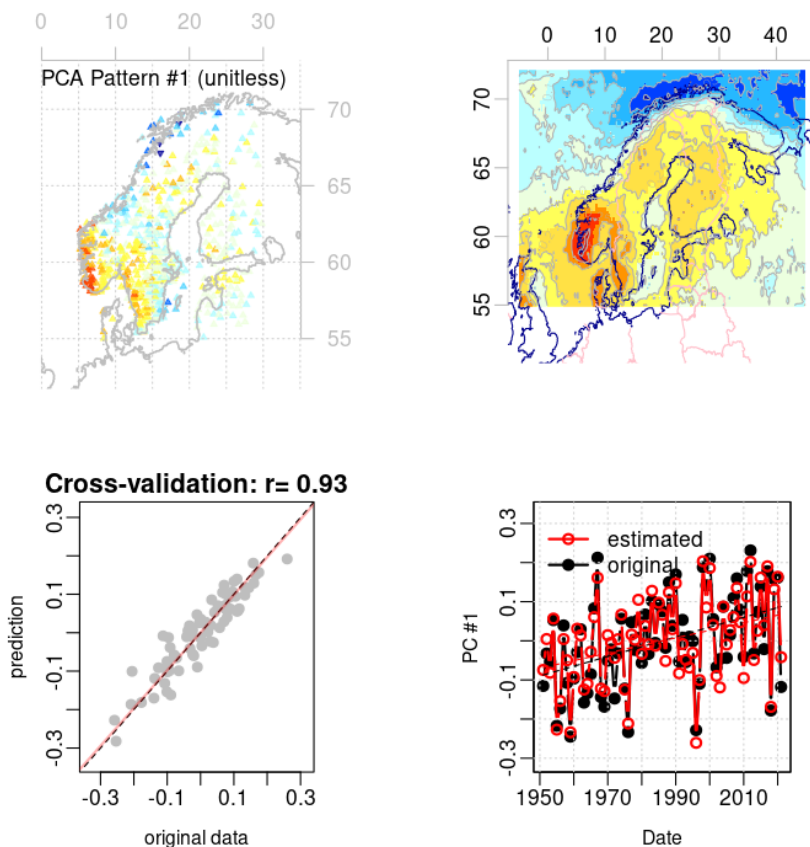 0 10 20 30
PCA Pattern #1 (unitless)
70
65
60
55
0 10 20 30 40
70
65
60
55
Cross-validation: r= 0.93
0.3
0.1
-0.1
-0.3
prediction
-0.3 -0.1 0.1 0.3
original data
0.3
0.1
-0.1
-0.3
PC #1
estimated
original
1950 1970 1990 2010
Date